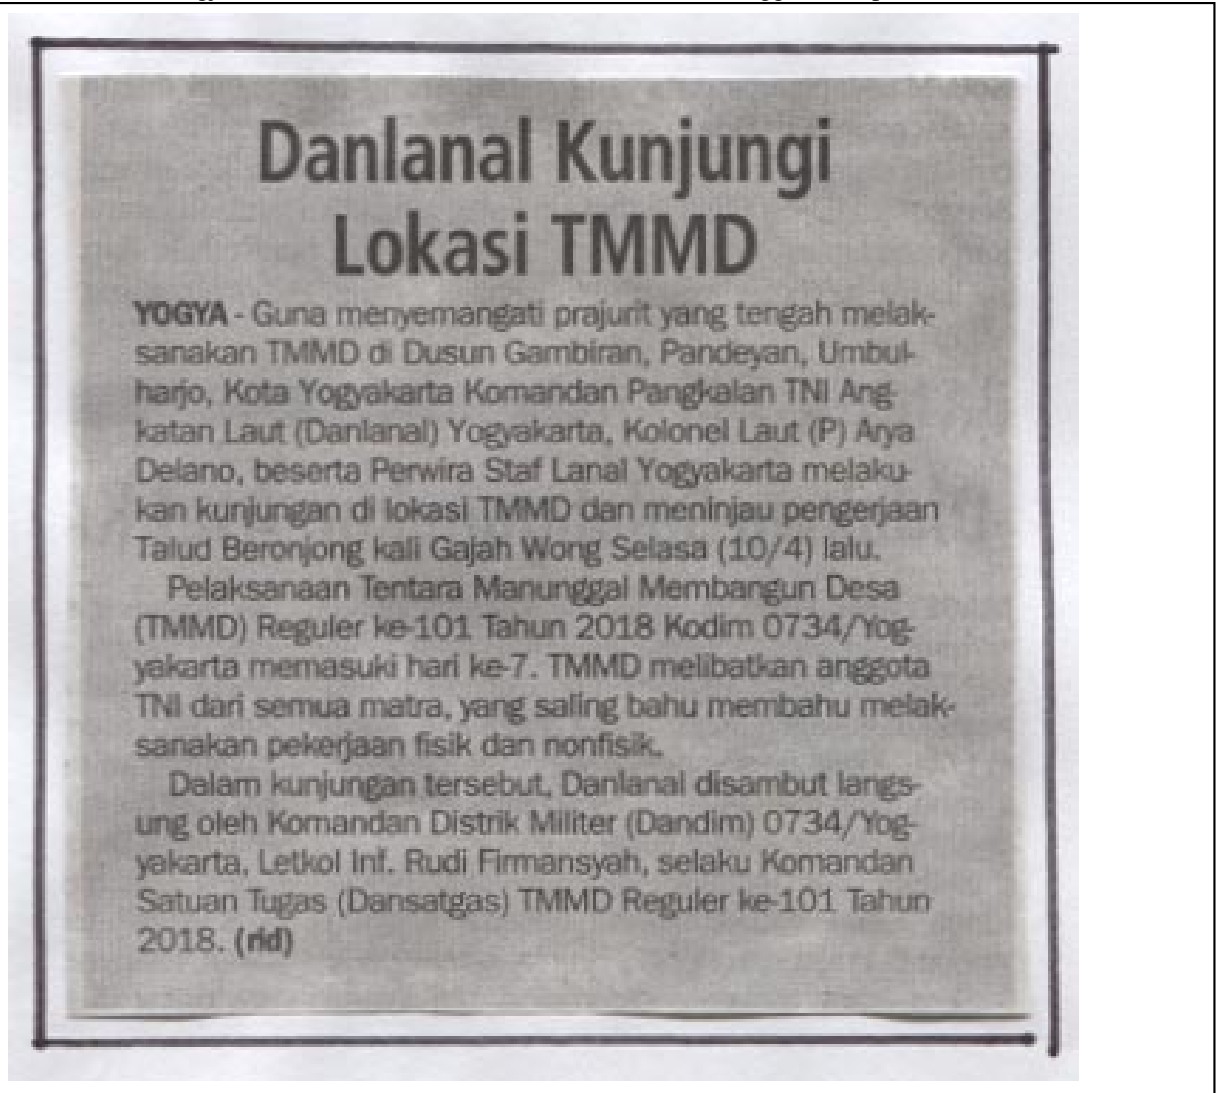 Danlanal Kunjungi
Lokasi TMMD
YOGYA - Guna menyemangati prajurit yang tengah melak-
sanakan TMMD di Dusun Gambiran, Pandeyan, Umbul-
harjo, Kota Yogyakarta Komandan Pangkalan TNI Ang-
katan Laut (Danlanal) Yogyakarta, Kolonel Laut (P) Arya
Delano, beserta Perwira Staf Lanal Yogyakarta melaku-
kan kunjungan di lokasi TMMD dan meninjau pengerjaan
Talud Beronjong kali Gajah Wong Selasa (10/4) lalu.
Pelaksanaan Tentara Manunggal Membangun Desa
(TMMD) Reguler ke-101 Tahun 2018 Kodim 0734/Yog-
yakarta memasuki hari ke-7. TMMD melibatkan anggota
TNI dari semua matra, yang saling bahu membahu melak-
sanakan pekerjaan fisik dan nonfisik.
Dalam kunjungan tersebut, Danlanal disambut langs-
ung oleh Komandan Distrik Militer (Dandim) 0734/Yog-
yakarta, Letkol Inf. Rudi Firmansyah, selaku Komandan
Satuan Tugas (Dansatgas) TMMD Reguler ke-101 Tahun
2018. (rid)